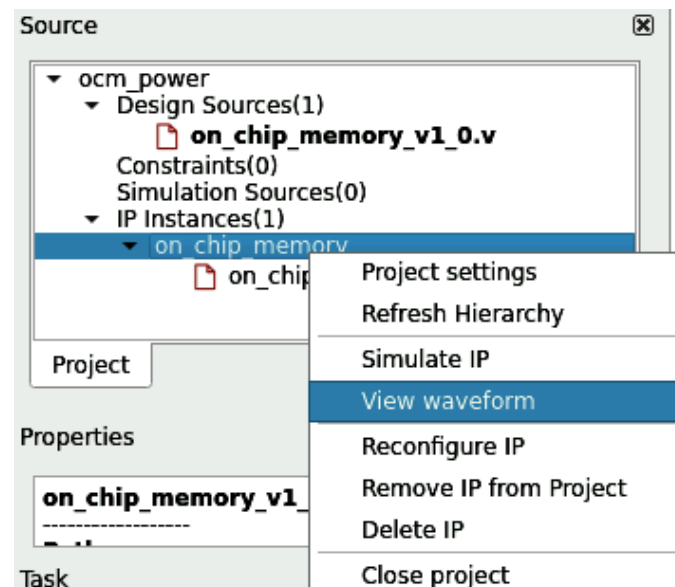 Source
ocm_power
Design Sources(1)
on_chip_memory_v1_0.v
Constraints(0)
Simulation Sources(0)
IP Instances(1)
on_chip_memory
on_chip
Project settings
Refresh Hierarchy
Simulate IP
View waveform
Reconfigure IP
Remove IP from Project
Delete IP
Close project
Project
Properties
on_chip_memory_v1_
------------------
Task